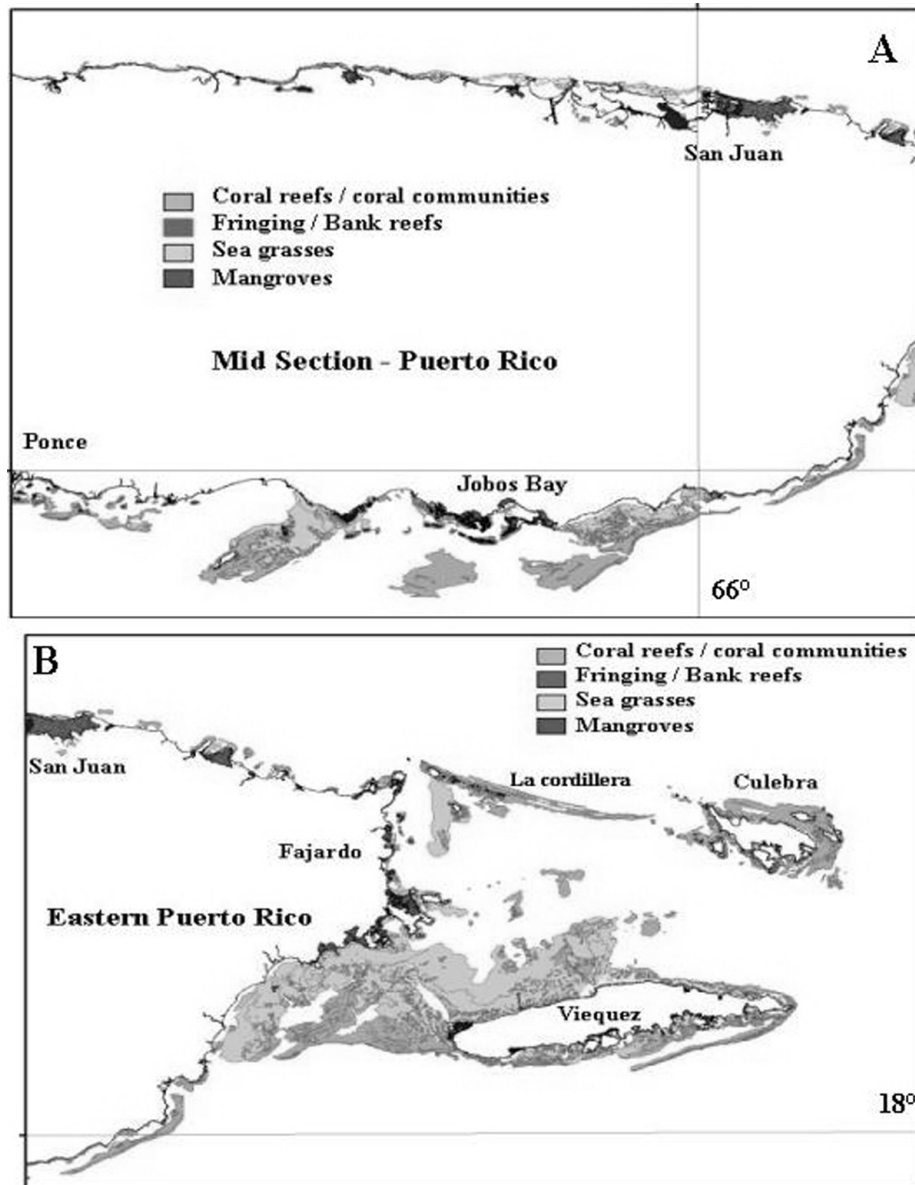 A
San Juan
Coral reefs / coral communities
Fringing / Bank reefs
Sea grasses
Mangroves
Mid Section - Puerto Rico
Ponce
Jobos Bay
66º
B
Coral reefs / coral communities
Fringing / Bank reefs
Sea grasses
Mangroves
San Juan
La cordillera
Culebra
Fajardo
Eastern Puerto Rico
Viequez
18º